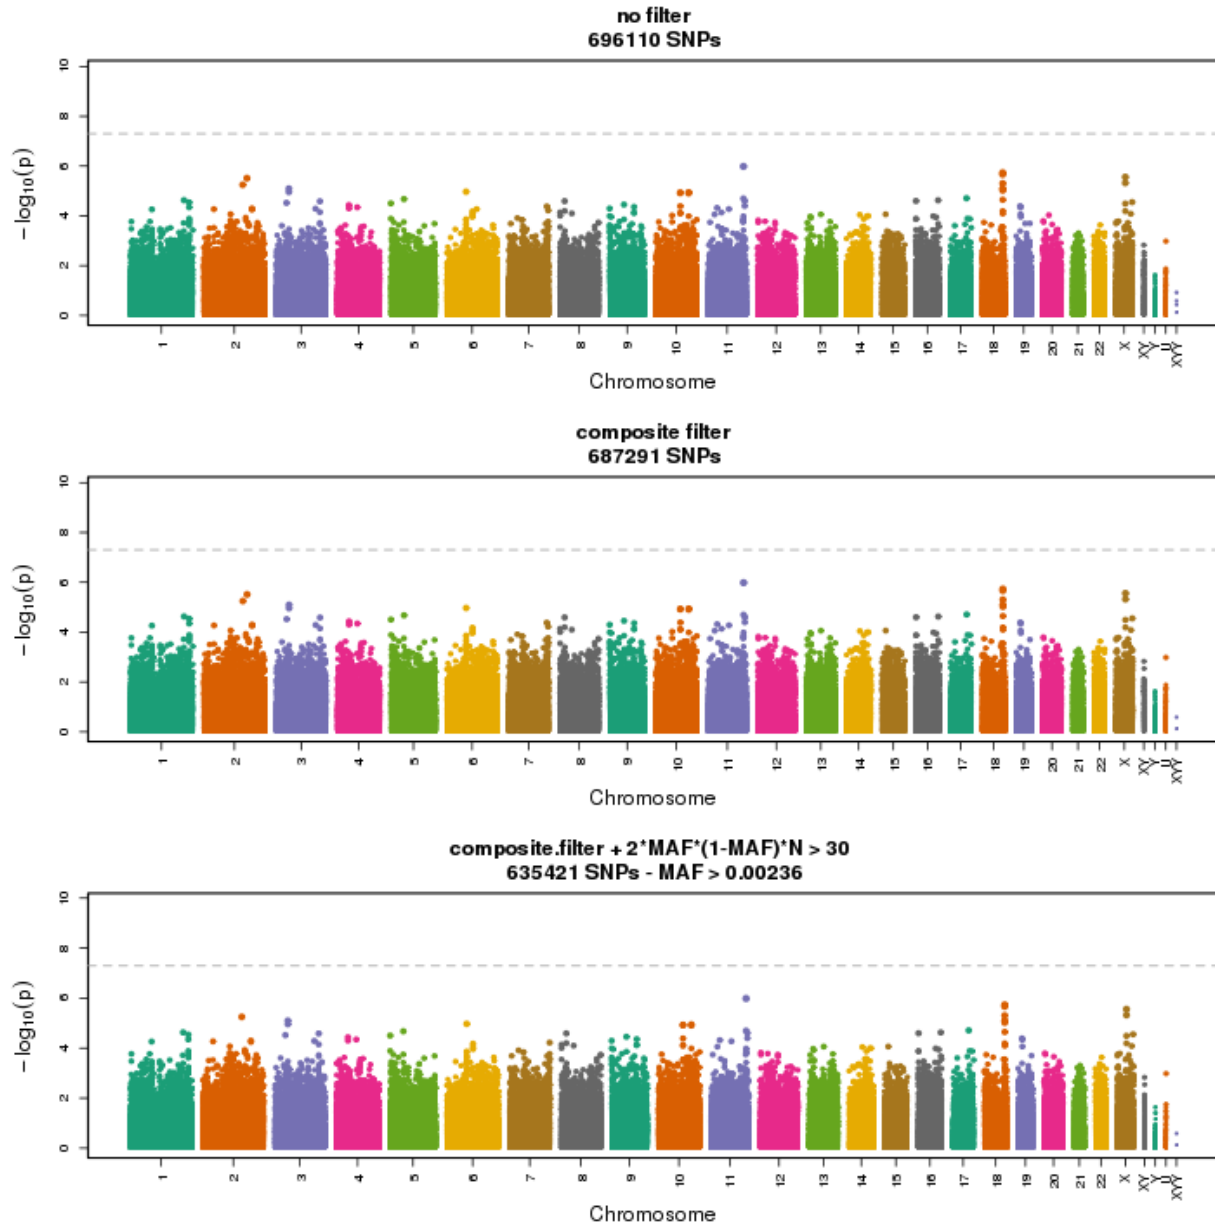 no filter
696110 SNPs
10
8
6
4
2
0
−log10(p)
1 2 3 4 5 6 7 8 9 10 11 12 13 14 15 16 17 18 19 20 21 22 X XY Y U XYY
Chromosome
composite filter
687291 SNPs
10
8
6
4
2
0
−log10(p)
1 2 3 4 5 6 7 8 9 10 11 12 13 14 15 16 17 18 19 20 21 22 X XY Y U XYY
Chromosome
composite.filter + 2*MAF*(1-MAF)*N > 30
635421 SNPs - MAF > 0.00236
10
8
6
4
2
0
−log10(p)
1 2 3 4 5 6 7 8 9 10 11 12 13 14 15 16 17 18 19 20 21 22 X XY Y U XYY
Chromosome